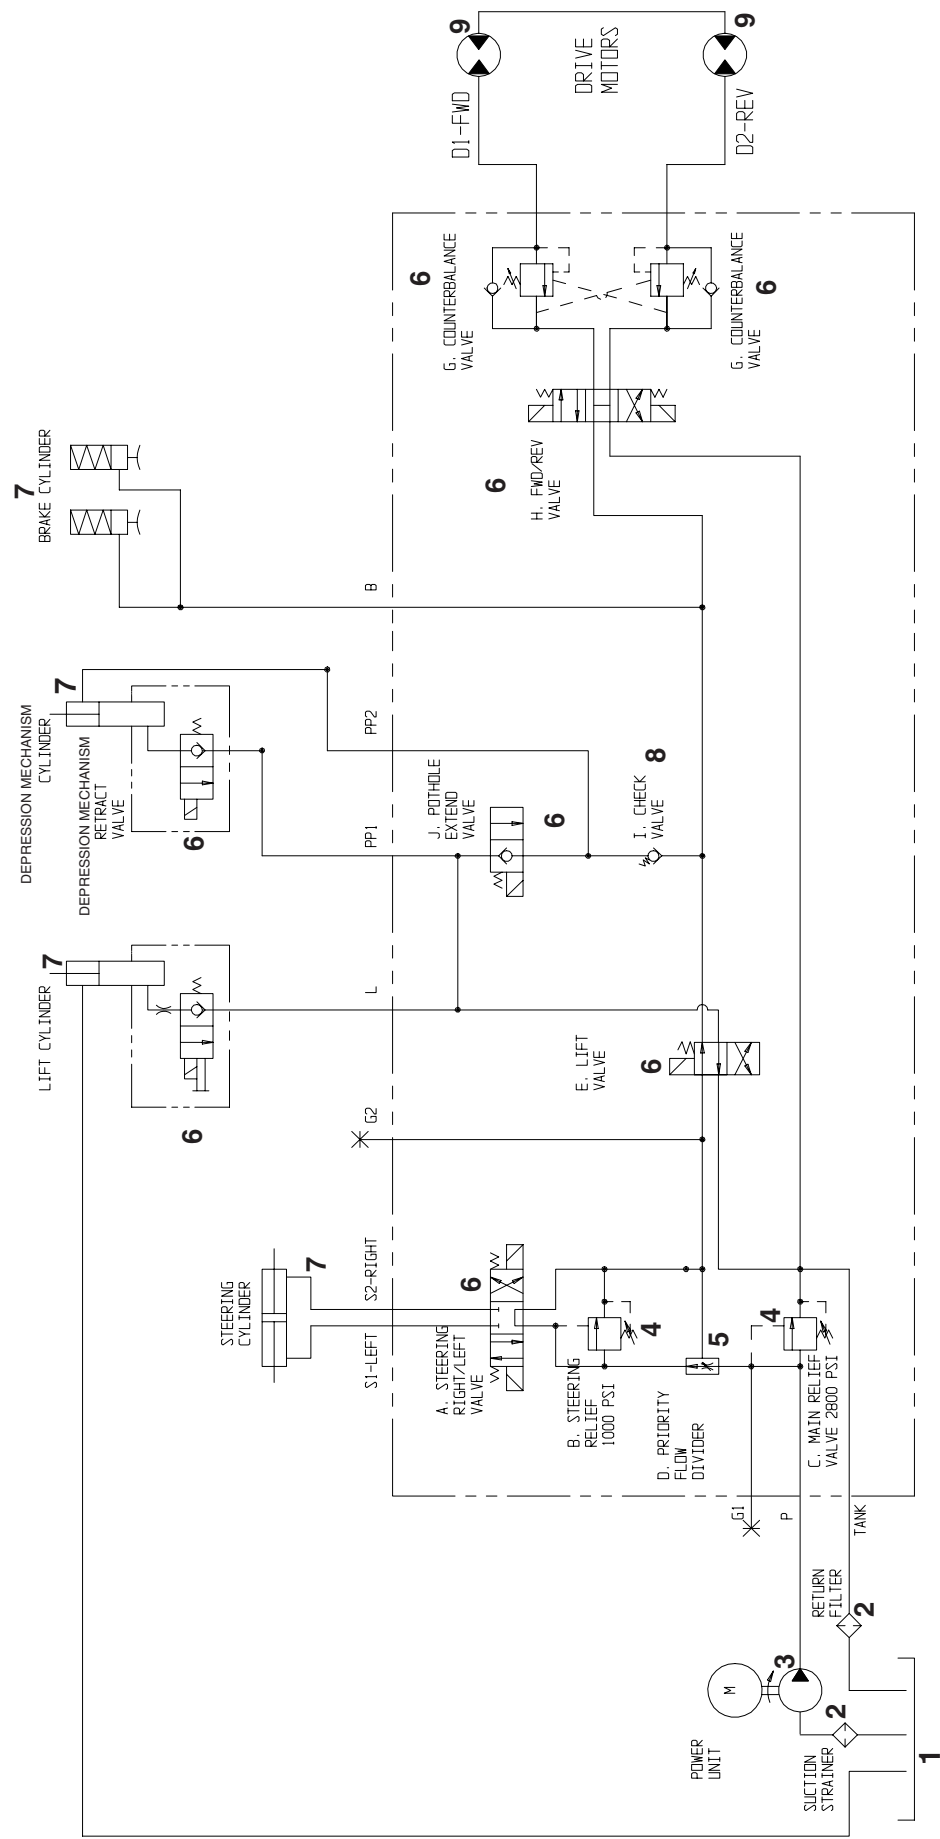 LIFT CYLINDER
7
6
DEPRESSION MECHANISM
CYLINDER
7
DEPRESSION MECHANISM
RETRACT
VALVE
6
7
BRAKE CYLINDER
STEERING
CYLINDER
7
S1-LEFT
S2-RIGHT
G2
L
PP1
PP2
B
A. STEERING
RIGHT/LEFT
VALVE
6
B. STEERING
RELIEF
1000 PSI
4
D. PRIORITY
FLOW
DIVIDER
5
C. MAIN RELIEF
VALVE 2800 PSI
4
E. LIFT
VALVE
6
J. POTHOLE
EXTEND
VALVE
6
I. CHECK
VALVE
8
H. FWD/REV
VALVE
6
G. COUNTERBALANCE
VALVE
6
G. COUNTERBALANCE
VALVE
6
D1-FWD
9
DRIVE
MOTORS
D2-REV
9
G1
P
TANK
RETURN
FILTER
2
M
3
POWER
UNIT
SUCTION
STRAINER
2
1